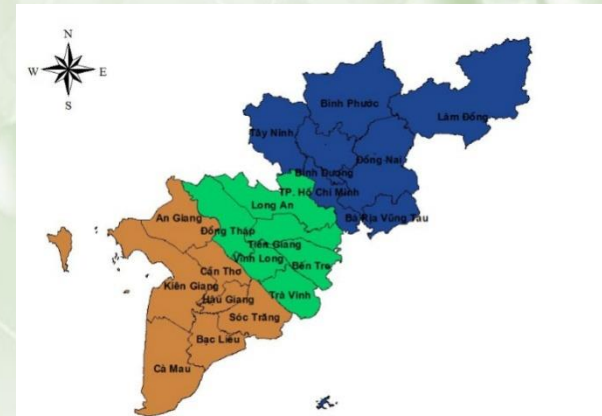 N
W E
S
Bình Phước
Lâm Đồng
Tây Ninh
Đồng Nai
Bình Dương
TP. Hồ Chí Minh
Long An
Bà Rịa Vũng Tàu
An Giang
Đồng Tháp
Tiền Giang
Vĩnh Long
Bến Tre
Cần Thơ
Kiên Giang
Hậu Giang
Trà Vinh
Sóc Trăng
Bạc Liêu
Cà Mau